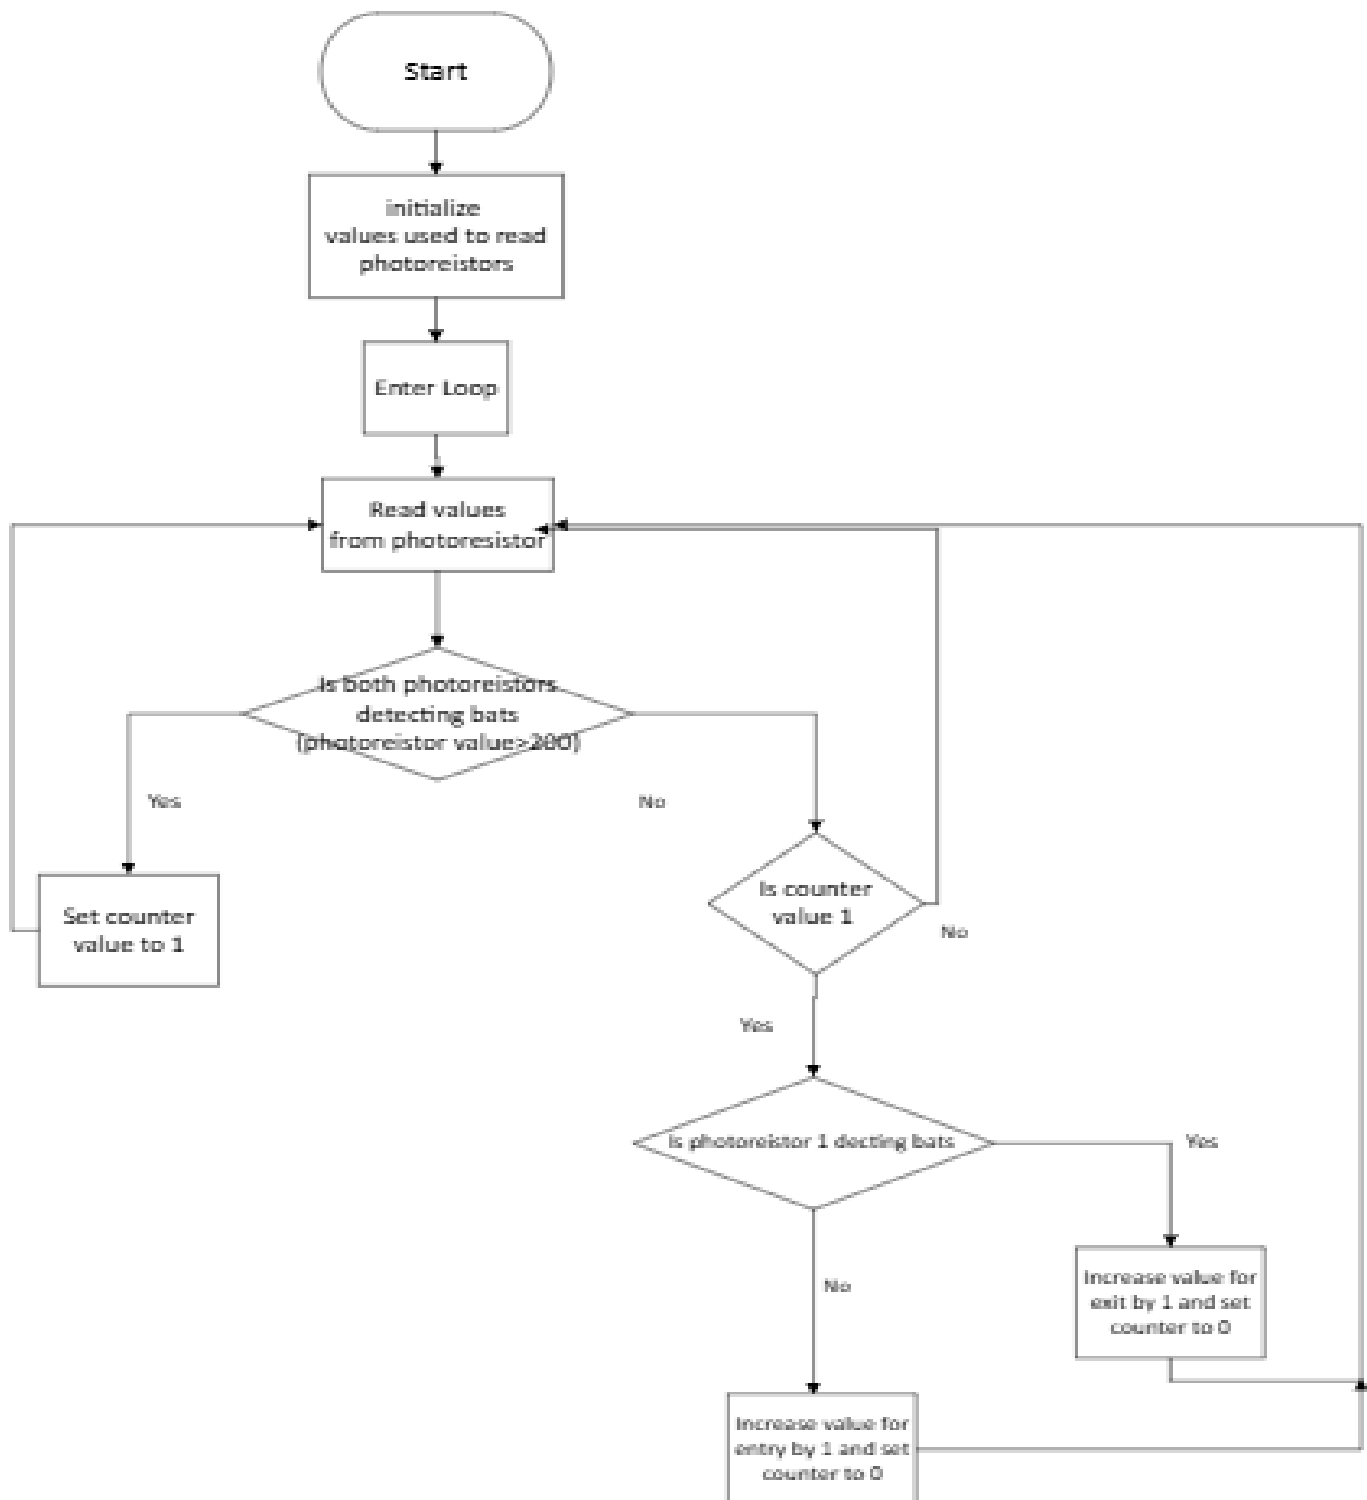 Start
initialize
values used to read
photoreistors
Enter Loop
Read values
from photoresistor
Is both photoreistors
detecting bats
(photoreistor value>200)
Yes
No
Set counter
value to 1
Is counter
value 1
No
Yes
Is photoreistor 1 decting bats
Yes
No
Increase value for
exit by 1 and set
counter to 0
Increase value for
entry by 1 and set
counter to 0